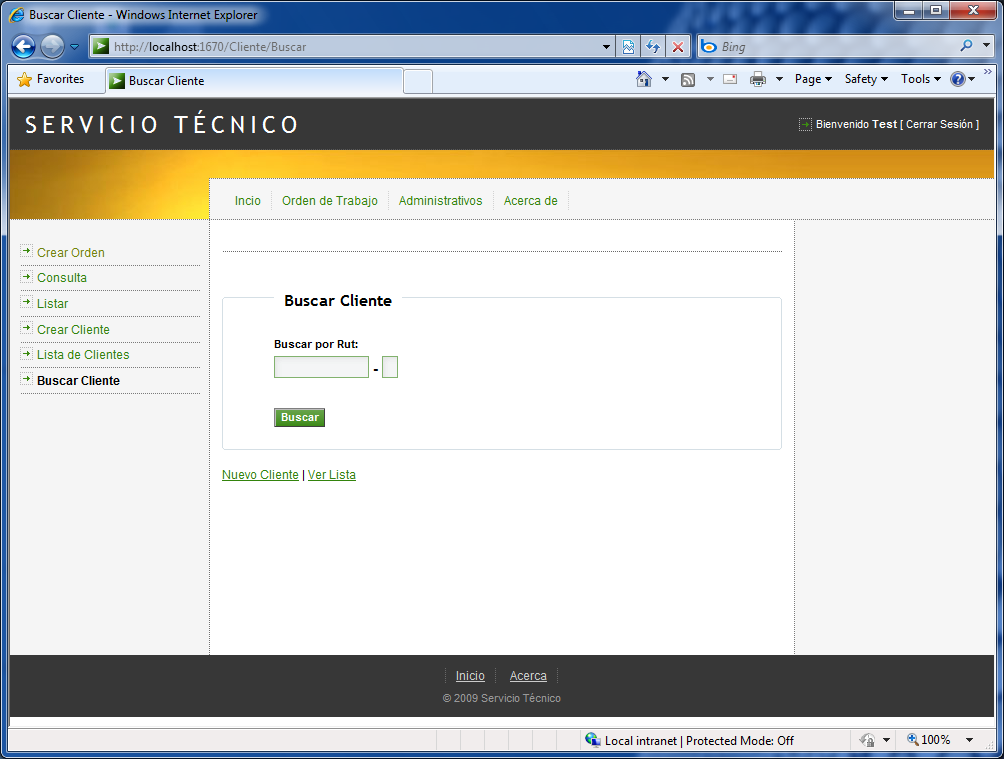 Buscar Cliente - Windows Internet Explorer
http://localhost:1670/Cliente/Buscar
Bing
Favorites
Buscar Cliente
Page
Safety
Tools
SERVICIO TÉCNICO
Bienvenido Test [ Cerrar Sesión ]
Incio
Orden de Trabajo
Administrativos
Acerca de
Crear Orden
Consulta
Listar
Crear Cliente
Lista de Clientes
Buscar Cliente
Buscar Cliente
Buscar por Rut:
-
Buscar
Nuevo Cliente | Ver Lista
Inicio
Acerca
© 2009 Servicio Técnico
Local intranet | Protected Mode: Off
100%